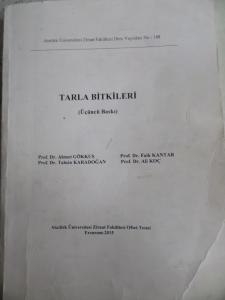 Atatürk Üniversitesi Ziraat Fakültesi Ders Yayınları No : 188
TARLA BİTKİLERİ
(Üçüncü Baskı)
Prof. Dr. Ahmet GÖKKUŞ Prof. Dr. Faik KANTAR
Prof. Dr. Tahsin KARADOĞAN Prof. Dr. Ali KOÇ
Atatürk Üniversitesi Ziraat Fakültesi Ofset Tesisi
Erzurum 2015